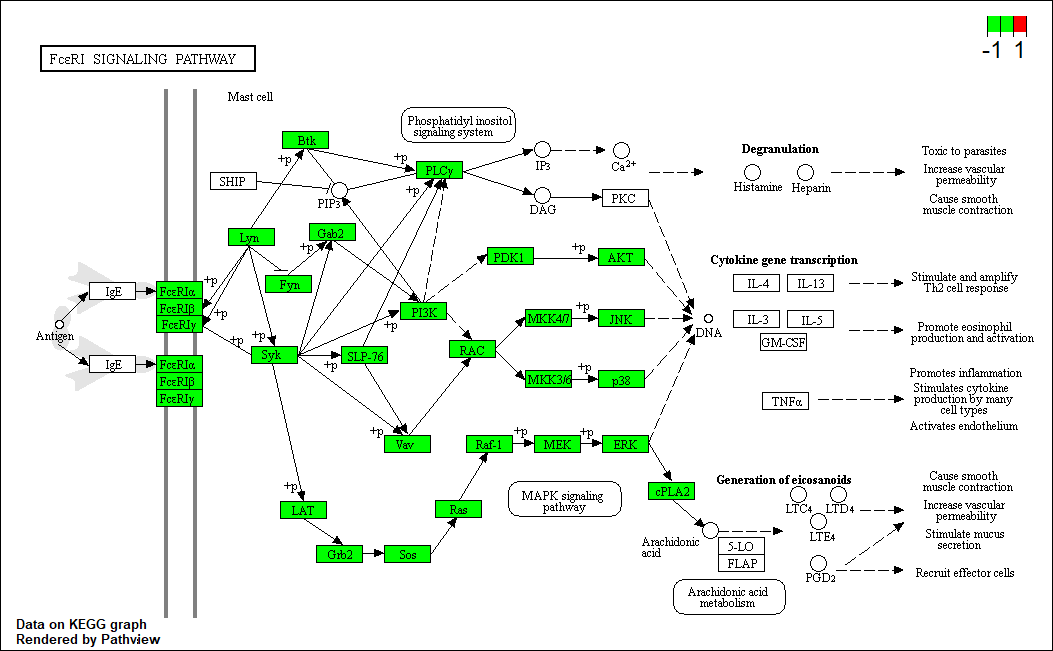 FcεRI SIGNALING PATHWAY
-1 1
Mast cell
Phosphatidyl inositol
signaling system
Btk
+p
+p
PLCγ
+p
SHIP
PIP3
IP3
Ca2+
DAG
PKC
Degranulation
Histamine
Heparin
Toxic to parasites
Increase vascular
permeability
Cause smooth
muscle contraction
Lyn
Gab2
+p
Fyn
PDK1
+p
AKT
Cytokine gene transcription
IL-4
IL-13
Stimulate and amplify
Th2 cell response
IL-3
IL-5
GM-CSF
Promote eosinophil
production and activation
Antigen
IgE
FcεRIα
FcεRIβ
FcεRIγ
+p
+p
+p
+p
Syk
PI3K
+p
+p
SLP-76
RAC
MKK4/7
+p
JNK
MKK3/6
+p
p38
DNA
IgE
FcεRIα
FcεRIβ
FcεRIγ
TNFα
Promotes inflammation
Stimulates cytokine
production by many
cell types
Activates endothelium
+p
Vav
Raf-1
+p
MEK
+p
ERK
+p
LAT
Grb2
Sos
Ras
MAPK signaling
pathway
cPLA2
Arachidonic
acid
5-LO
FLAP
Arachidonic acid
metabolism
Generation of eicosanoids
LTC4
LTD4
LTE4
PGD2
Cause smooth
muscle contraction
Increase vascular
permeability
Stimulate mucus
secretion
Recruit effector cells
Data on KEGG graph
Rendered by Pathview